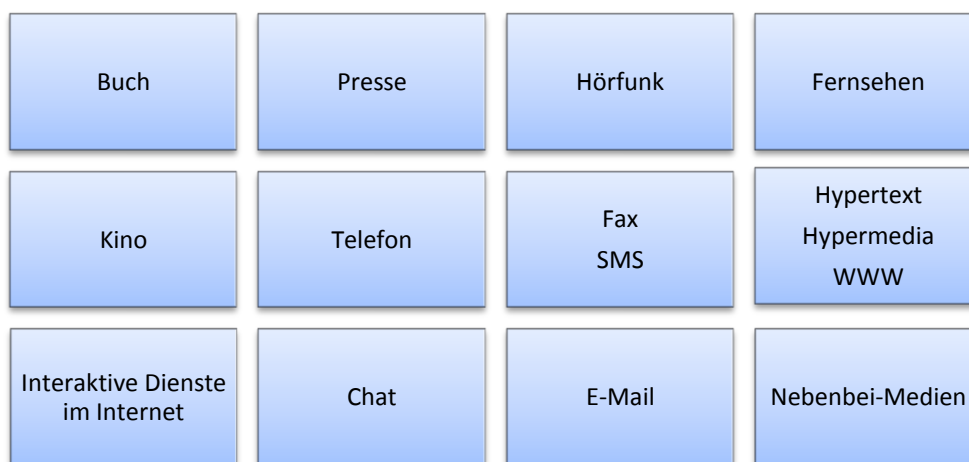 Buch
Presse
Hörfunk
Fernsehen
Kino
Telefon
Fax
SMS
Hypertext
Hypermedia
WWW
Interaktive Dienste
im Internet
Chat
E-Mail
Nebenbei-Medien